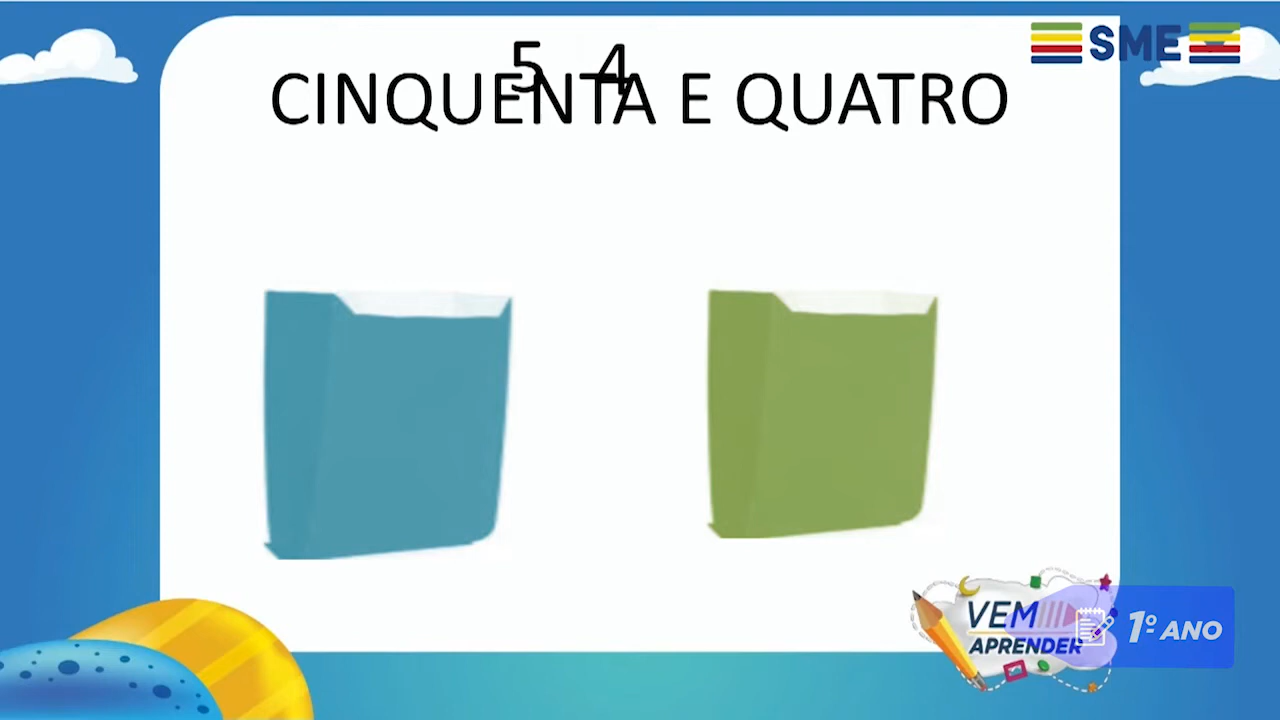 5 4
CINQUENTA E QUATRO
SME
VEM
APRENDER
1º ANO